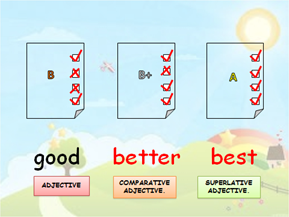 B B+ A
good better best
ADJECTIVE
COMPARATIVE
ADJECTIVE.
SUPERLATIVE
ADJECTIVE.